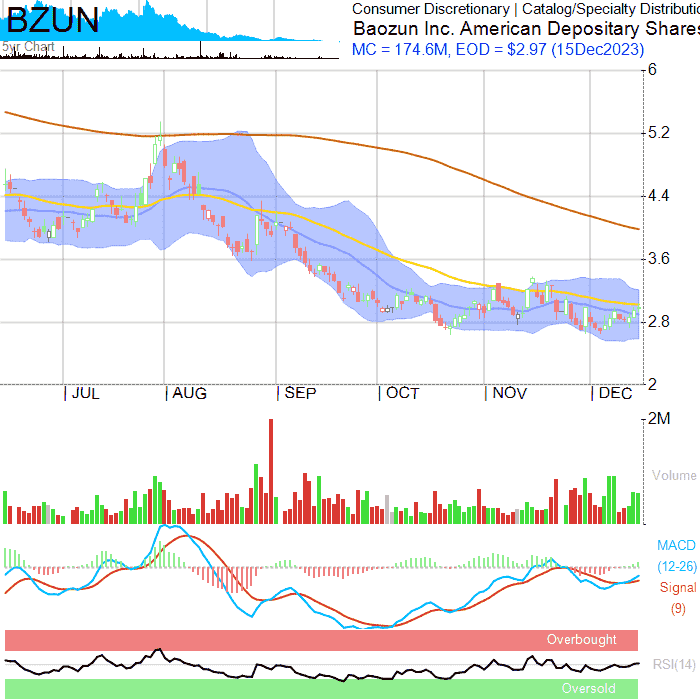 BZUN
5yr Chart
Consumer Discretionary | Catalog/Specialty Distributio
Baozun Inc. American Depositary Shares
MC = 174.6M, EOD = $2.97 (15Dec2023)
6
5.2
4.4
3.6
2.8
2
JUL AUG SEP OCT NOV DEC
2M
Volume
MACD
(12-26)
Signal
(9)
Overbought
RSI(14)
Oversold